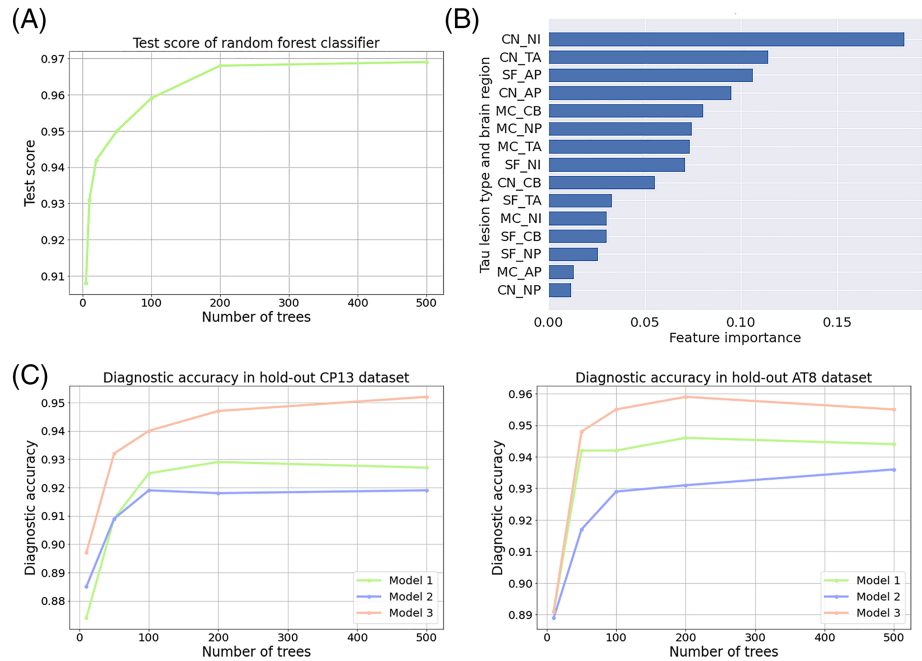 (A)
Test score of random forest classifier
Test score
0.97
0.96
0.95
0.94
0.93
0.92
0.91
0 100 200 300 400 500
Number of trees
(B)
Tau lesion type and brain region
CN_NI
CN_TA
SF_AP
CN_AP
MC_CB
MC_NP
MC_TA
SF_NI
CN_CB
SF_TA
MC_NI
SF_CB
SF_NP
MC_AP
CN_NP
0.00 0.05 0.10 0.15
Feature importance
(C)
Diagnostic accuracy in hold-out CP13 dataset
Diagnostic accuracy
0.95
0.94
0.93
0.92
0.91
0.90
0.89
0.88
Model 1
Model 2
Model 3
0 100 200 300 400 500
Number of trees
Diagnostic accuracy in hold-out AT8 dataset
Diagnostic accuracy
0.96
0.95
0.94
0.93
0.92
0.91
0.90
0.89
Model 1
Model 2
Model 3
0 100 200 300 400 500
Number of trees